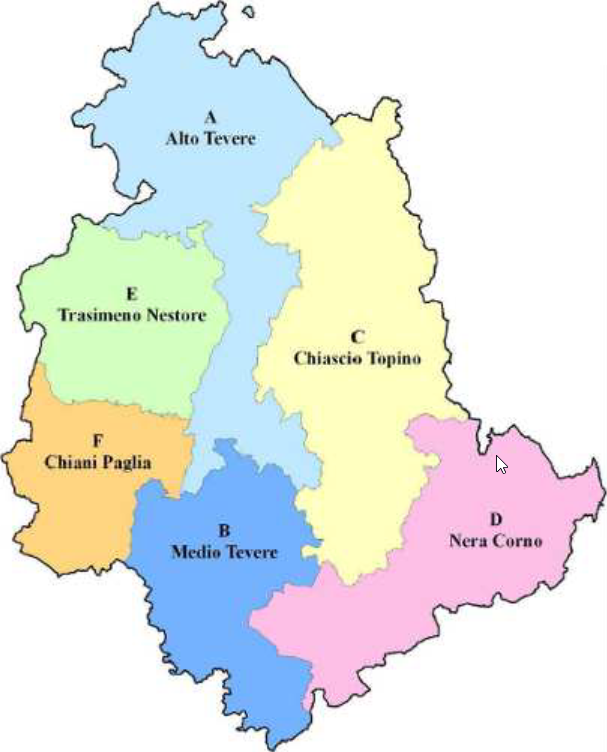 A
Alto Tevere
E
Trasimeno Nestore
C
Chiascio Topino
F
Chiani Paglia
D
Nera Corno
B
Medio Tevere